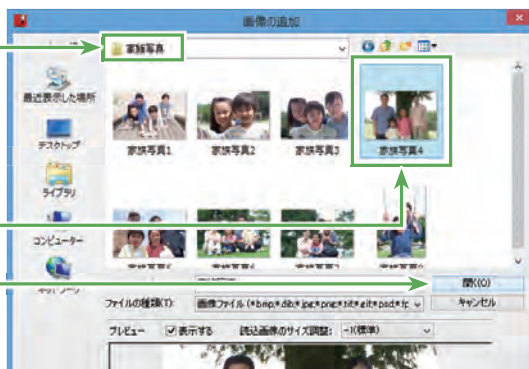 画像の追加
家族写真
最近表示した場所
家族写真1 家族写真2 家族写真3 家族写真4
デスクトップ
ライブラリ
コンピューター
開く(O)
ファイルの種類(T): 画像ファイル (*.bmp;*.dib;*.jpg;*.png;*.tif;*.gif;*.psd;*.fp キャンセル
プレビュー 表示する 読込画像のサイズ調整: -1(標準)